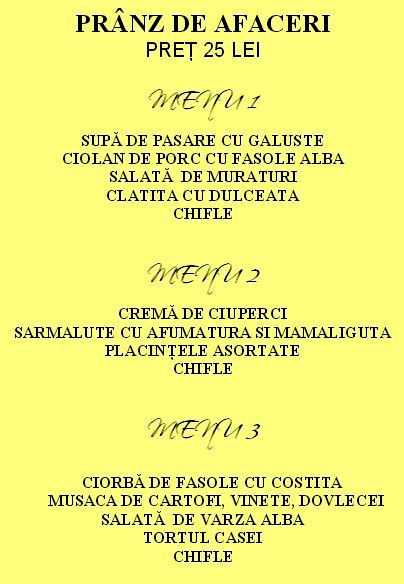 PRÂNZ DE AFACERI
PREȚ 25 LEI
MENU 1
SUPĂ DE PASARE CU GALUSTE
CIOLAN DE PORC CU FASOLE ALBA
SALATĂ DE MURATURI
CLATITA CU DULCEATA
CHIFLE
MENU 2
CREMĂ DE CIUPERCI
SARMALUTE CU AFUMATURA SI MAMALIGUTA
PLACINȚELE ASORTATE
CHIFLE
MENU 3
CIORBĂ DE FASOLE CU COSTITA
MUSACA DE CARTOFI, VINETE, DOVLECEI
SALATĂ DE VARZA ALBA
TORTUL CASEI
CHIFLE